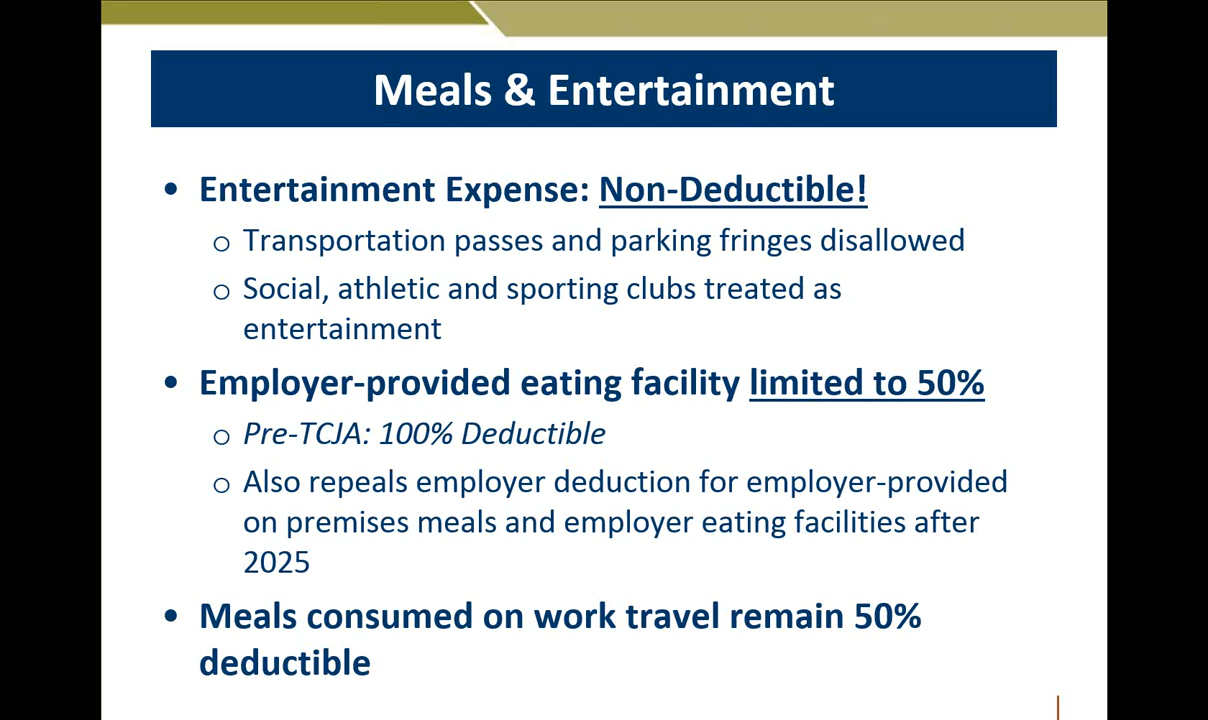 Meals & Entertainment
• Entertainment Expense: Non-Deductible!
o Transportation passes and parking fringes disallowed
o Social, athletic and sporting clubs treated as
entertainment
• Employer-provided eating facility limited to 50%
o Pre-TCJA: 100% Deductible
o Also repeals employer deduction for employer-provided
on premises meals and employer eating facilities after
2025
• Meals consumed on work travel remain 50%
deductible